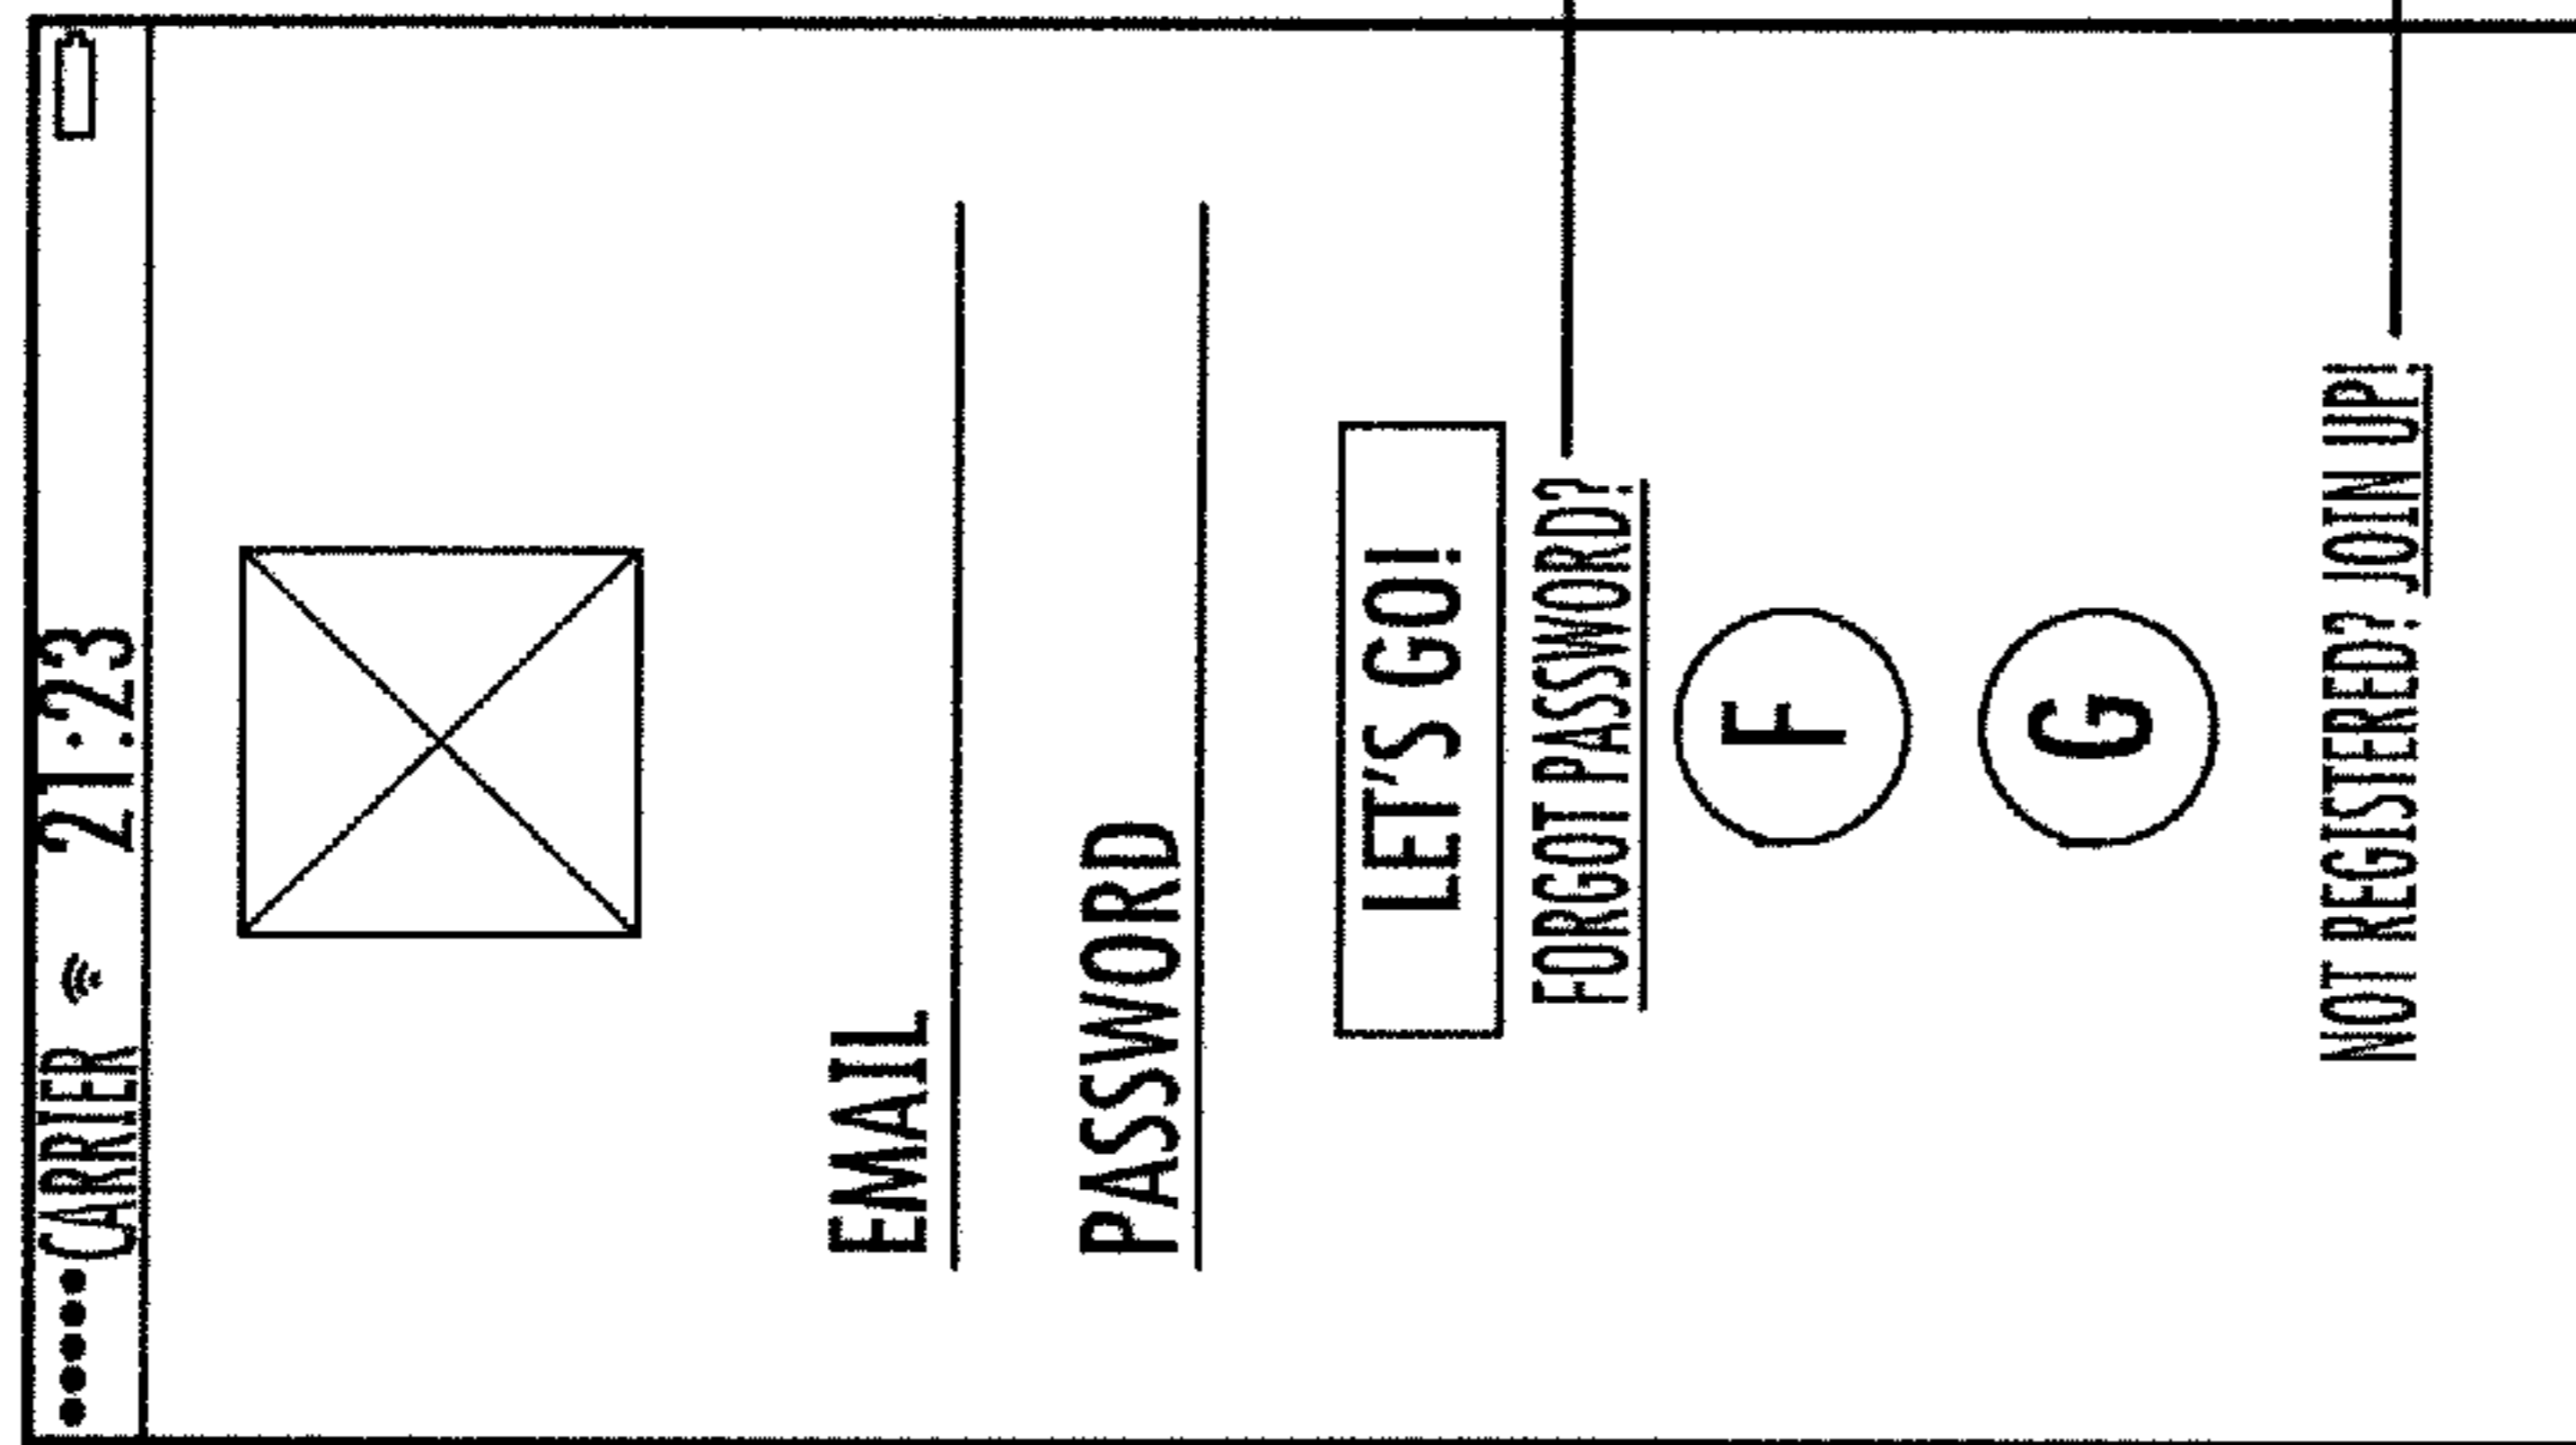 CARRIER 21:23
EMAIL
PASSWORD
LET'S GO!
FORGOT PASSWORD?
F
G
NOT REGISTERED? JOIN UP!